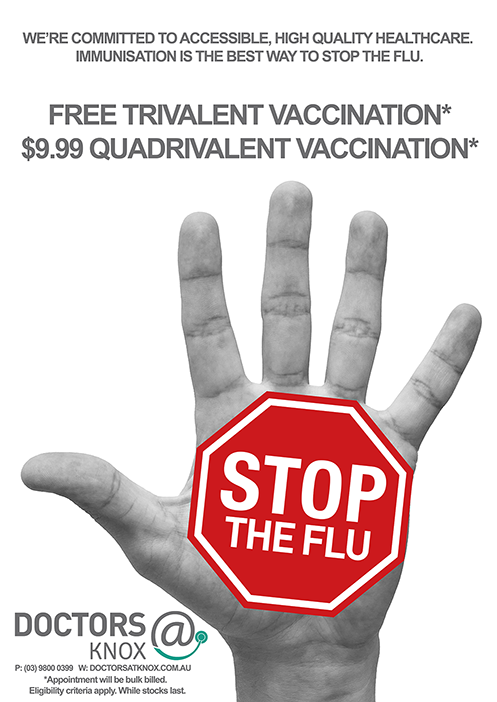 WE'RE COMMITTED TO ACCESSIBLE, HIGH QUALITY HEALTHCARE.
IMMUNISATION IS THE BEST WAY TO STOP THE FLU.
FREE TRIVALENT VACCINATION*
$9.99 QUADRIVALENT VACCINATION*
STOP
THE FLU
DOCTORS @
KNOX
P: (03) 9800 0399 W: DOCTORSATKNOX.COM.AU
*Appointment will be bulk billed.
Eligibility criteria apply. While stocks last.